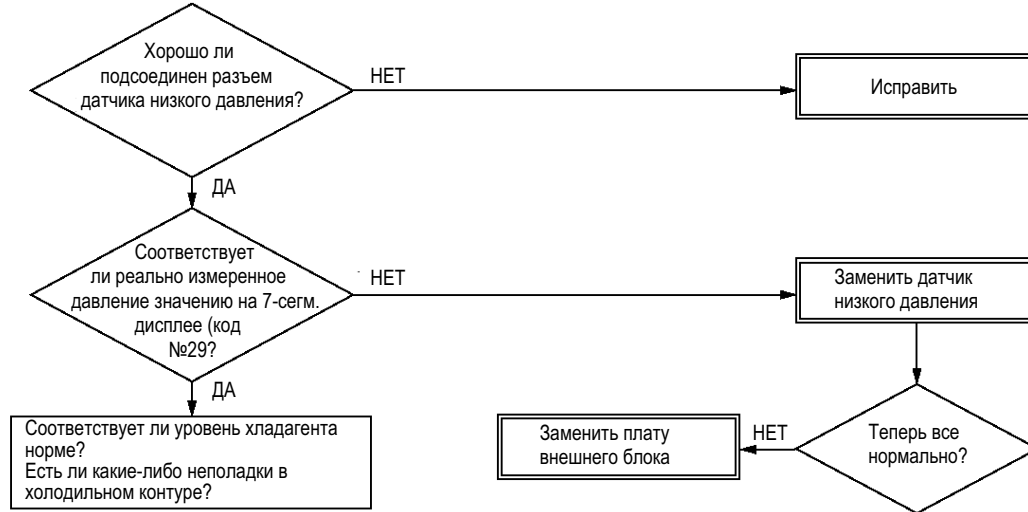 Хорошо ли
подсоединен разъем
датчика низкого давления?
НЕТ
Исправить
ДА
Соответствует
ли реально измеренное
давление значению на 7-сегм.
дисплее (код
№29?
НЕТ
Заменить датчик
низкого давления
ДА
Соответствует ли уровень хладагента
норме?
Есть ли какие-либо неполадки в
холодильном контуре?
Заменить плату
внешнего блока
НЕТ
Теперь все
нормально?